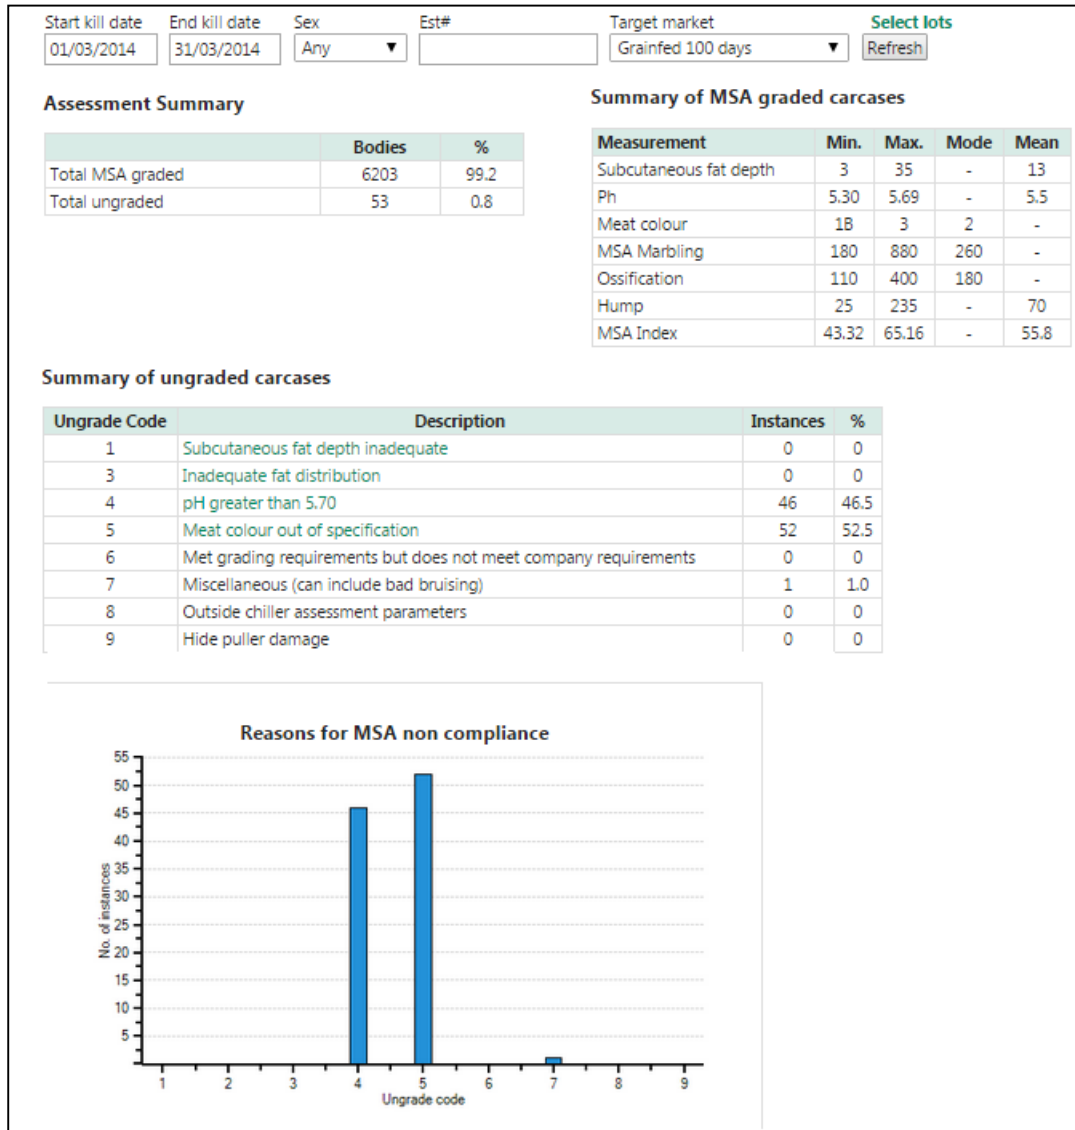 Start kill date End kill date Sex Est# Target market Select lots
01/03/2014 31/03/2014 Any Grainfed 100 days Refresh
Assessment Summary
Bodies %
Total MSA graded 6203 99.2
Total ungraded 53 0.8
Summary of MSA graded carcases
Measurement Min. Max. Mode Mean
Subcutaneous fat depth 3 35 - 13
Ph 5.30 5.69 - 5.5
Meat colour 1B 3 2 -
MSA Marbling 180 880 260 -
Ossification 110 400 180 -
Hump 25 235 - 70
MSA Index 43.32 65.16 - 55.8
Summary of ungraded carcases
Ungrade Code Description Instances %
1 Subcutaneous fat depth inadequate 0 0
3 Inadequate fat distribution 0 0
4 pH greater than 5.70 46 46.5
5 Meat colour out of specification 52 52.5
6 Met grading requirements but does not meet company requirements 0 0
7 Miscellaneous (can include bad bruising) 1 1.0
8 Outside chiller assessment parameters 0 0
9 Hide puller damage 0 0
Reasons for MSA non compliance
No. of instances
55
50
45
40
35
30
25
20
15
10
5
1 2 3 4 5 6 7 8 9
Ungrade code